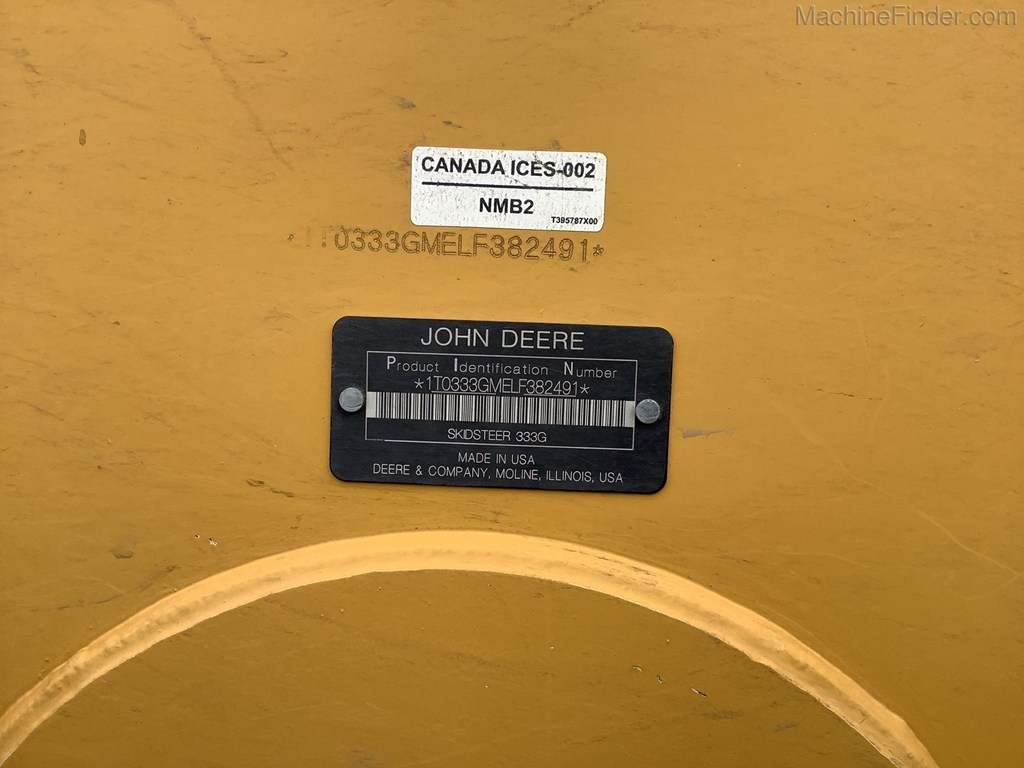 MachineFinder.com
CANADA ICES-002
NMB2
T395787X00
*1T0333GMELF382491*
JOHN DEERE
Product Identification Number
*1T0333GMELF382491*
SKIDSTEER 333G
MADE IN USA
DEERE & COMPANY, MOLINE, ILLINOIS, USA